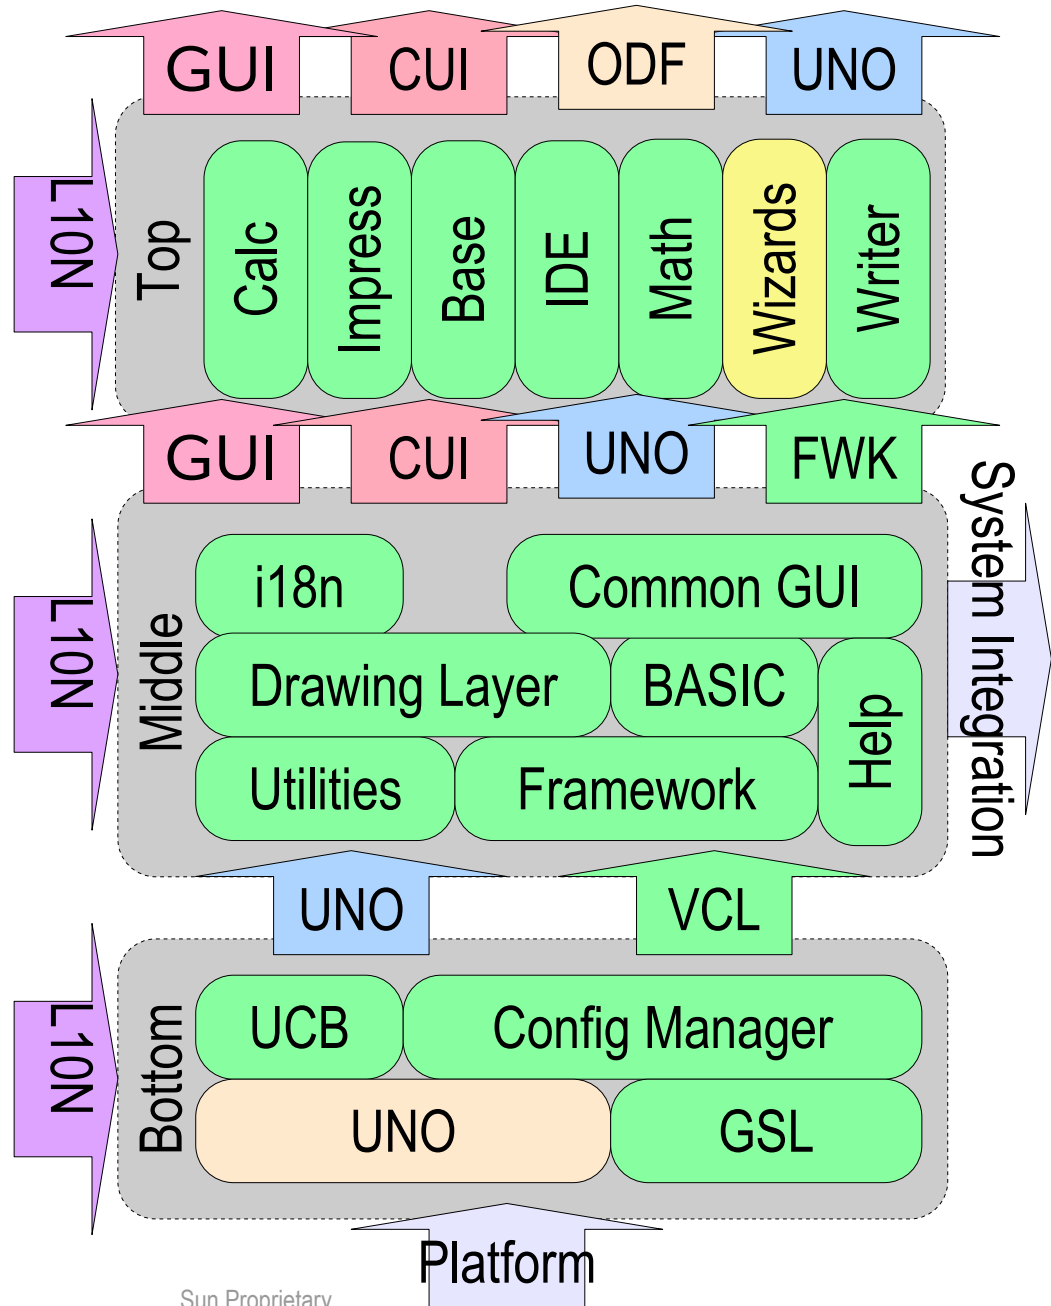 GUI
CUI
ODF
UNO
L10N
Top
Calc
Impress
Base
IDE
Math
Wizards
Writer
GUI
CUI
UNO
FWK
L10N
Middle
i18n
Common GUI
Drawing Layer
BASIC
Help
Utilities
Framework
System Integration
UNO
VCL
L10N
Bottom
UCB
Config Manager
UNO
GSL
Platform
Sun Proprietary